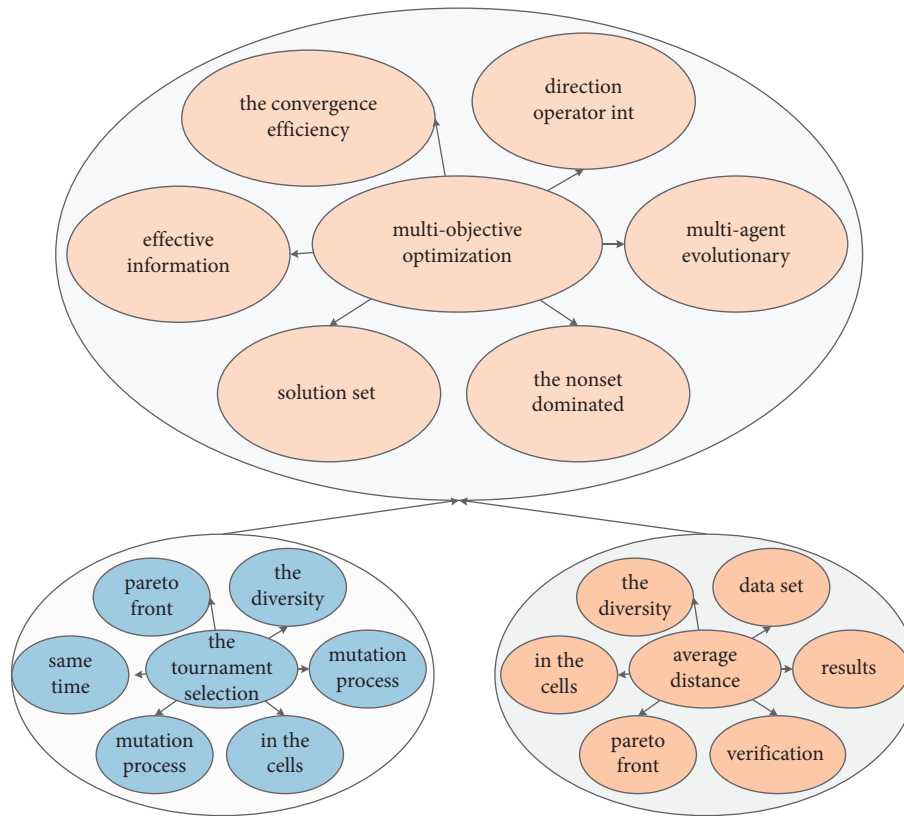 the convergence
efficiency
direction
operator int
effective
information
multi-objective
optimization
multi-agent
evolutionary
solution set
the nonset
dominated
pareto
front
the
diversity
same
time
the
tournament
selection
mutation
process
mutation
process
in the
cells
the
diversity
data set
in the
cells
average
distance
results
pareto
front
verification